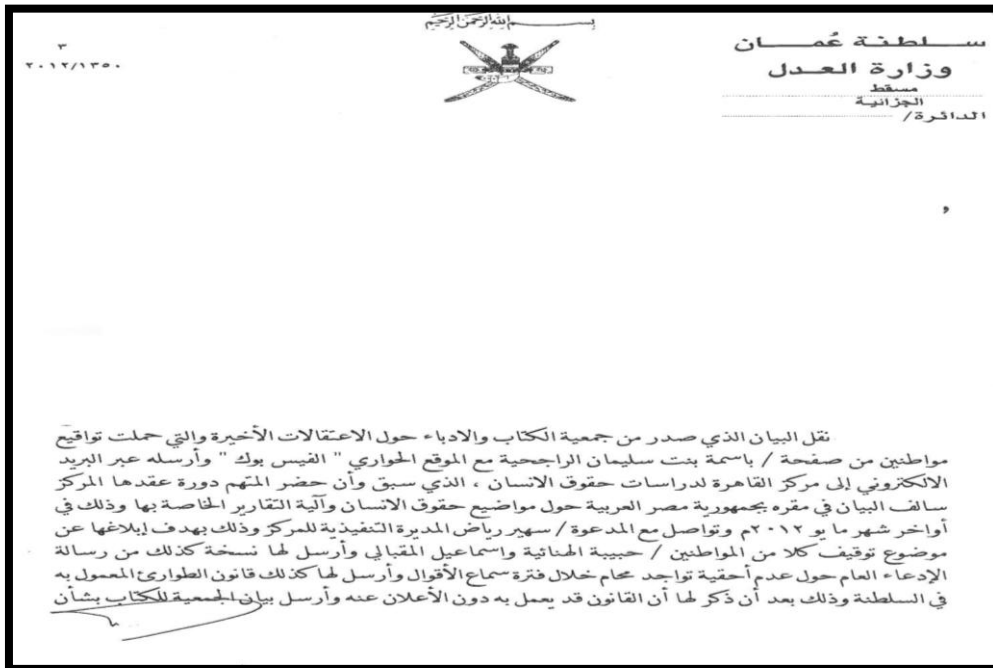 بسم الله الرحمن الرحيم
سلطنة عُمان
وزارة العدل
مسقط
الجزائية
الدائرة/
٣
٢٠١٢/١٣٥٠
و
نقل البيان الذي صدر من جمعية الكتاب والادباء حول الاعتقالات الأخيرة والتي حملت تواقيع
مواطنين من صفحة / باسمة بنت سليمان الراجحية مع الموقع الحواري " الفيس بوك " وأرسله عبر البريد
الالكتروني إلى مركز القاهرة لدراسات حقوق الانسان ، الذي سبق وأن حضر المتهم دورة عقدها المركز
سالف البيان في مقره بجمهورية مصر العربية حول مواضيع حقوق الانسان وآلية التقارير الخاصة بها وذلك في
أواخر شهر مايو ٢٠١٢م وتواصل مع المدعوة / سهير رياض المديرة التنفيذية للمركز وذلك بهدف إبلاغها عن
موضوع توقيف كلا من المواطنين / حبيبة الهنائية واسماعيل المقبالي وأرسل لها نسخة كذلك من رسالة
الإدعاء العام حول عدم أحقية تواجد محام خلال فترة سماع الأقوال وأرسل لها كذلك قانون الطوارئ المعمول به
في السلطنة وذلك بعد أن ذكر لها أن القانون قد يعمل به دون الأعلان عنه وأرسل بيان الجمعية للكتاب بشأن